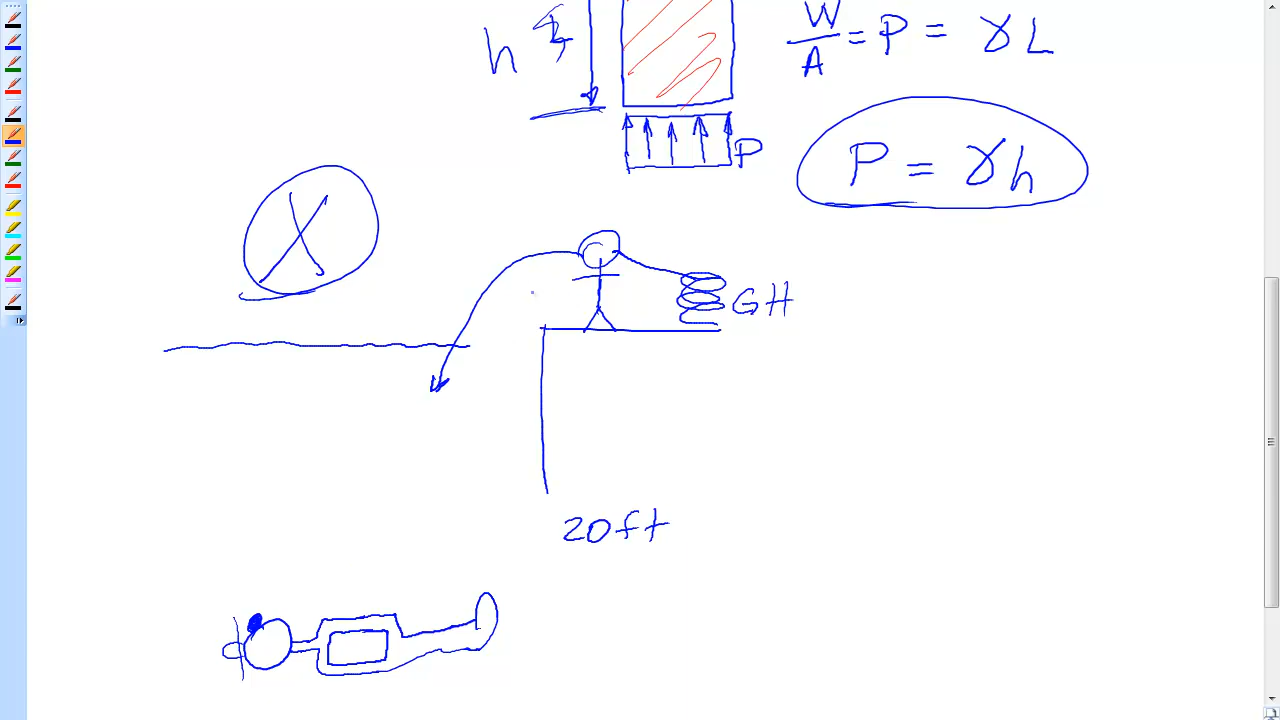 h
W/A = P = γL
P
P = γh
X
GH
20ft